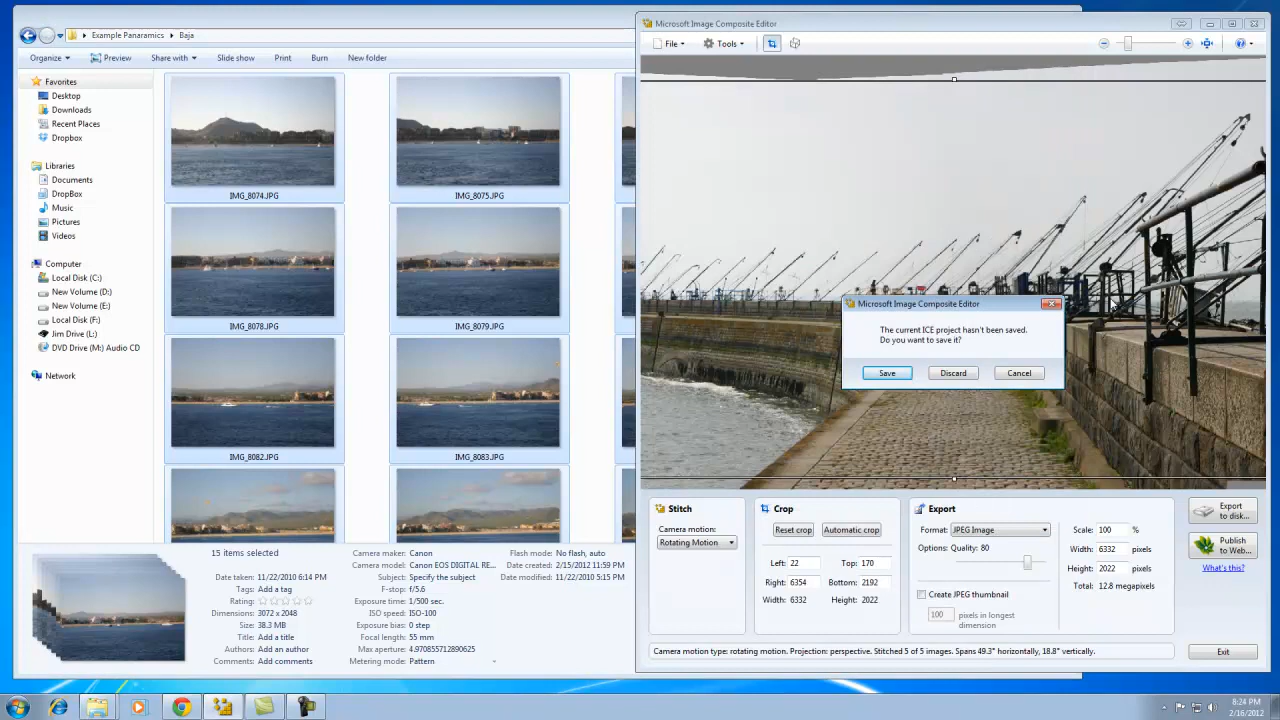 Example Panaramics ▸ Baja
Organize Preview Share with Slide show Print Burn New folder
Favorites
Desktop
Downloads
Recent Places
Dropbox
Libraries
Documents
DropBox
Music
Pictures
Videos
Computer
Local Disk (C:)
New Volume (D:)
New Volume (E:)
Local Disk (F:)
Jim Drive (L:)
DVD Drive (M:) Audio CD
Network
IMG_8074.JPG
IMG_8075.JPG
IMG_8078.JPG
IMG_8079.JPG
IMG_8082.JPG
IMG_8083.JPG
15 items selected
Date taken: 11/22/2010 6:14 PM
Tags: Add a tag
Rating:
Dimensions: 3072 x 2048
Size: 38.3 MB
Title: Add a title
Authors: Add an author
Comments: Add comments
Camera maker: Canon
Camera model: Canon EOS DIGITAL RE...
Subject: Specify the subject
F-stop: f/5.6
Exposure time: 1/500 sec.
ISO speed: ISO-100
Exposure bias: 0 step
Focal length: 55 mm
Max aperture: 4.970855712890625
Metering mode: Pattern
Flash mode: No flash, auto
Date created: 2/15/2012 11:59 PM
Date modified: 11/22/2010 5:15 PM
Microsoft Image Composite Editor
File Tools
Microsoft Image Composite Editor
The current ICE project hasn't been saved.
Do you want to save it?
Save Discard Cancel
Stitch
Camera motion:
Rotating Motion
Crop
Reset crop Automatic crop
Left: 22 Top: 170
Right: 6354 Bottom: 2192
Width: 6332 Height: 2022
Export
Format: JPEG Image
Options: Quality: 80
Create JPEG thumbnail
100 pixels in longest
dimension
Scale: 100 %
Width: 6332 pixels
Height: 2022 pixels
Total: 12.8 megapixels
Export
to disk...
Publish
to Web...
What's this?
Camera motion type: rotating motion. Projection: perspective. Stitched 5 of 5 images. Spans 49.3° horizontally, 18.8° vertically.
Exit
8:24 PM
2/16/2012